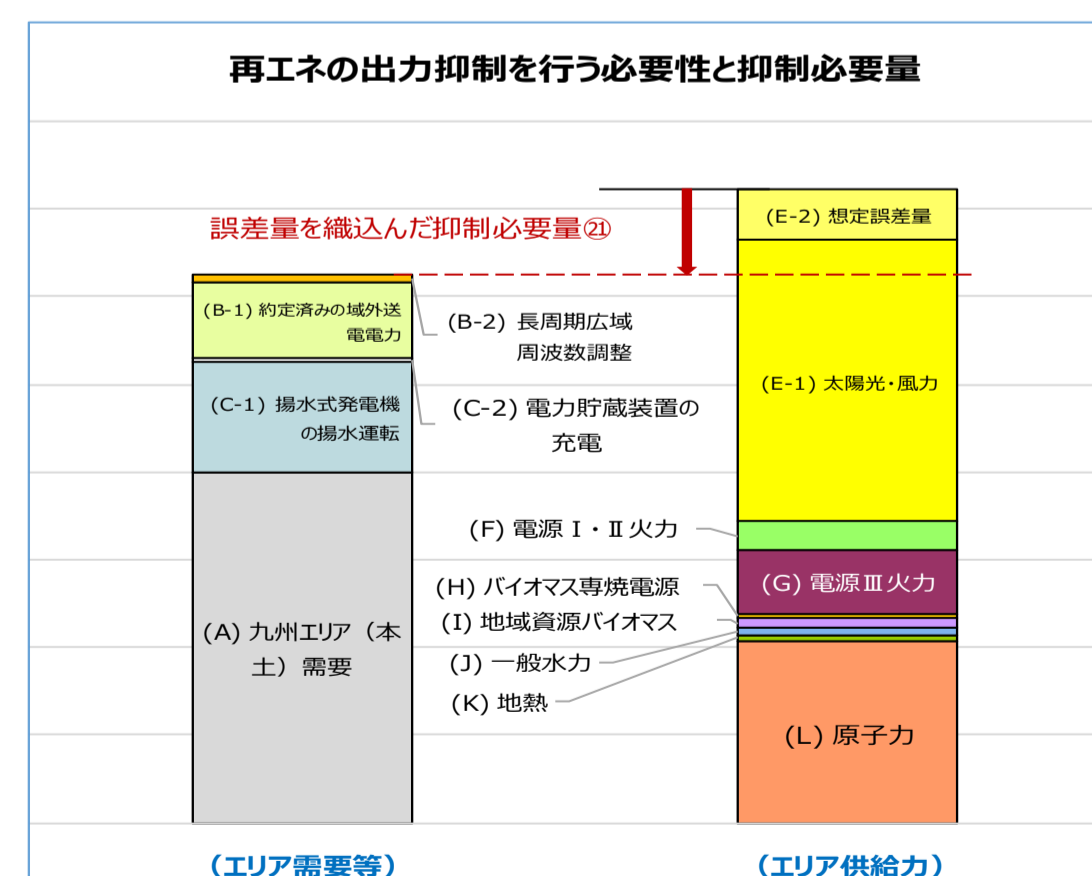 再エネの出力抑制を行う必要性と抑制必要量
誤差量を織込んだ抑制必要量㉑
(B-1) 約定済みの域外送
電電力
(B-2) 長周期広域
周波数調整
(C-1) 揚水式発電機
の揚水運転
(C-2) 電力貯蔵装置の
充電
(A) 九州エリア（本
土）需要
(E-2) 想定誤差量
(E-1) 太陽光・風力
(F) 電源Ⅰ・Ⅱ火力
(G) 電源Ⅲ火力
(H) バイオマス専焼電源
(I) 地域資源バイオマス
(J) 一般水力
(K) 地熱
(L) 原子力
（エリア需要等）
（エリア供給力）